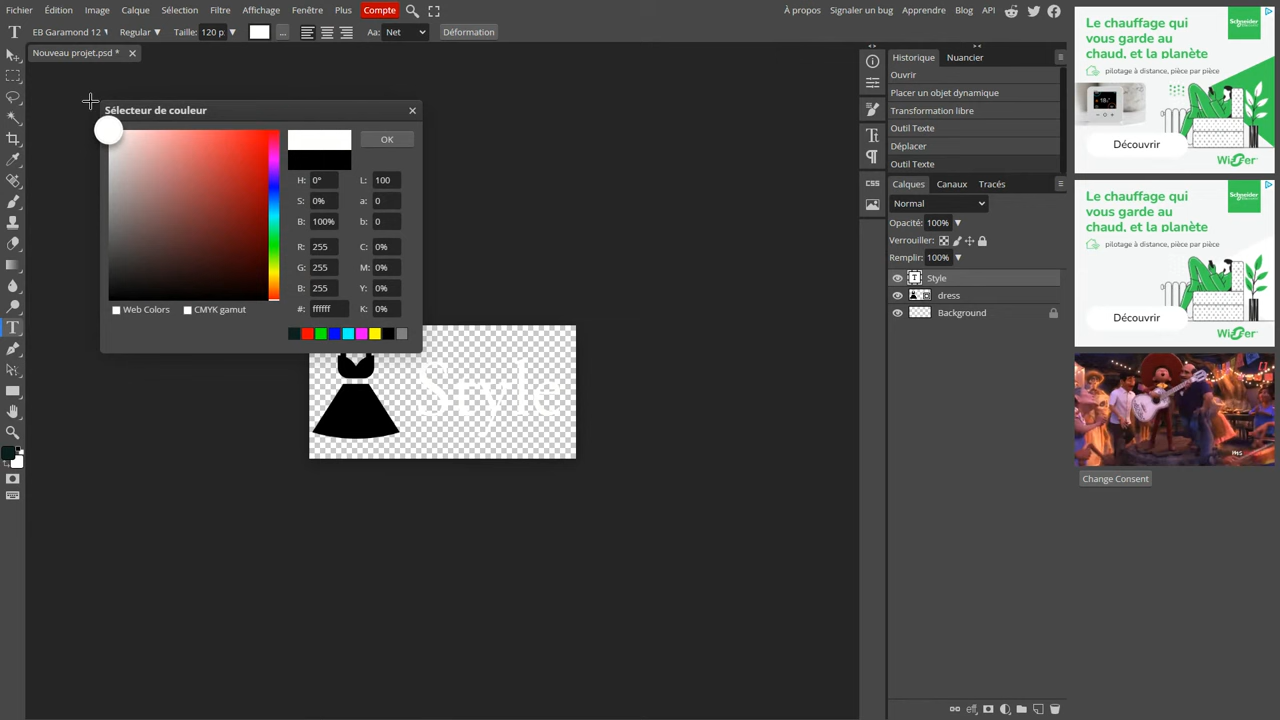 Fichier Édition Image Calque Sélection Filtre Affichage Fenêtre Plus Compte À propos Signaler un bug Apprendre Blog API
EB Garamond 12 Regular Taille: 120 p ... Aa: Net Déformation
Nouveau projet.psd *
Sélecteur de couleur
OK
H: 0° L: 100
S: 0% a: 0
B: 100% b: 0
R: 255 C: 0%
G: 255 M: 0%
B: 255 Y: 0%
#: ffffff K: 0%
Web Colors CMYK gamut
Style
Historique Nuancier
Ouvrir
Placer un objet dynamique
Transformation libre
Outil Texte
Déplacer
Outil Texte
CSS
Calques Canaux Tracés
Normal
Opacité: 100%
Verrouiller:
Remplir: 100%
Style
dress
Background
Le chauffage qui
vous garde au
chaud, et la planète
Schneider
pilotage à distance, pièce par pièce
Découvrir
Wiser
Le chauffage qui
vous garde au
chaud, et la planète
Schneider
pilotage à distance, pièce par pièce
Découvrir
Wiser
Change Consent